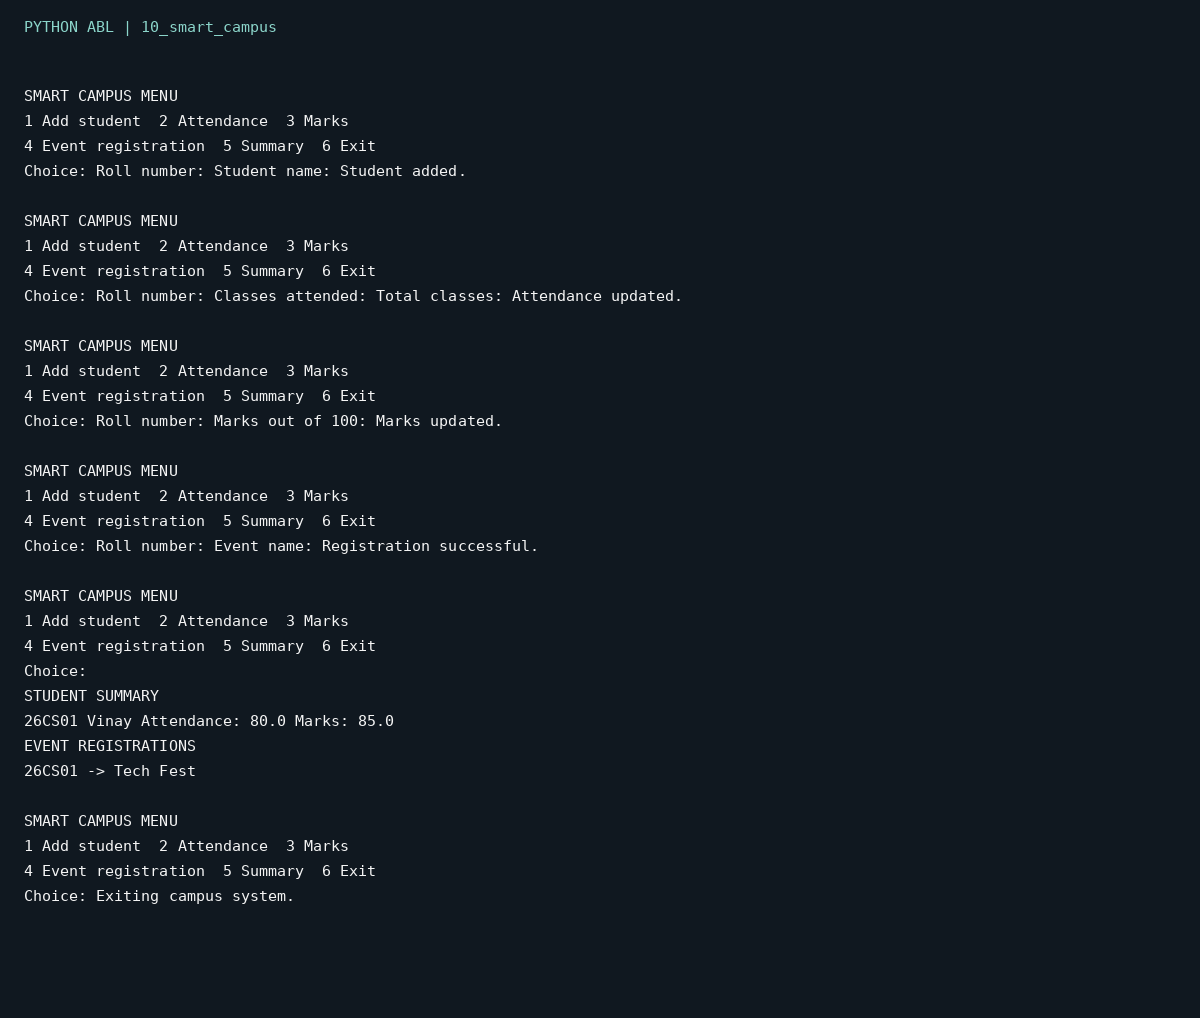 PYTHON ABL | 10_smart_campus
SMART CAMPUS MENU
1 Add student  2 Attendance  3 Marks
4 Event registration  5 Summary  6 Exit
Choice: Roll number: Student name: Student added.
SMART CAMPUS MENU
1 Add student  2 Attendance  3 Marks
4 Event registration  5 Summary  6 Exit
Choice: Roll number: Classes attended: Total classes: Attendance updated.
SMART CAMPUS MENU
1 Add student  2 Attendance  3 Marks
4 Event registration  5 Summary  6 Exit
Choice: Roll number: Marks out of 100: Marks updated.
SMART CAMPUS MENU
1 Add student  2 Attendance  3 Marks
4 Event registration  5 Summary  6 Exit
Choice: Roll number: Event name: Registration successful.
SMART CAMPUS MENU
1 Add student  2 Attendance  3 Marks
4 Event registration  5 Summary  6 Exit
Choice:
STUDENT SUMMARY
26CS01 Vinay Attendance: 80.0 Marks: 85.0
EVENT REGISTRATIONS
26CS01 -> Tech Fest
SMART CAMPUS MENU
1 Add student  2 Attendance  3 Marks
4 Event registration  5 Summary  6 Exit
Choice: Exiting campus system.